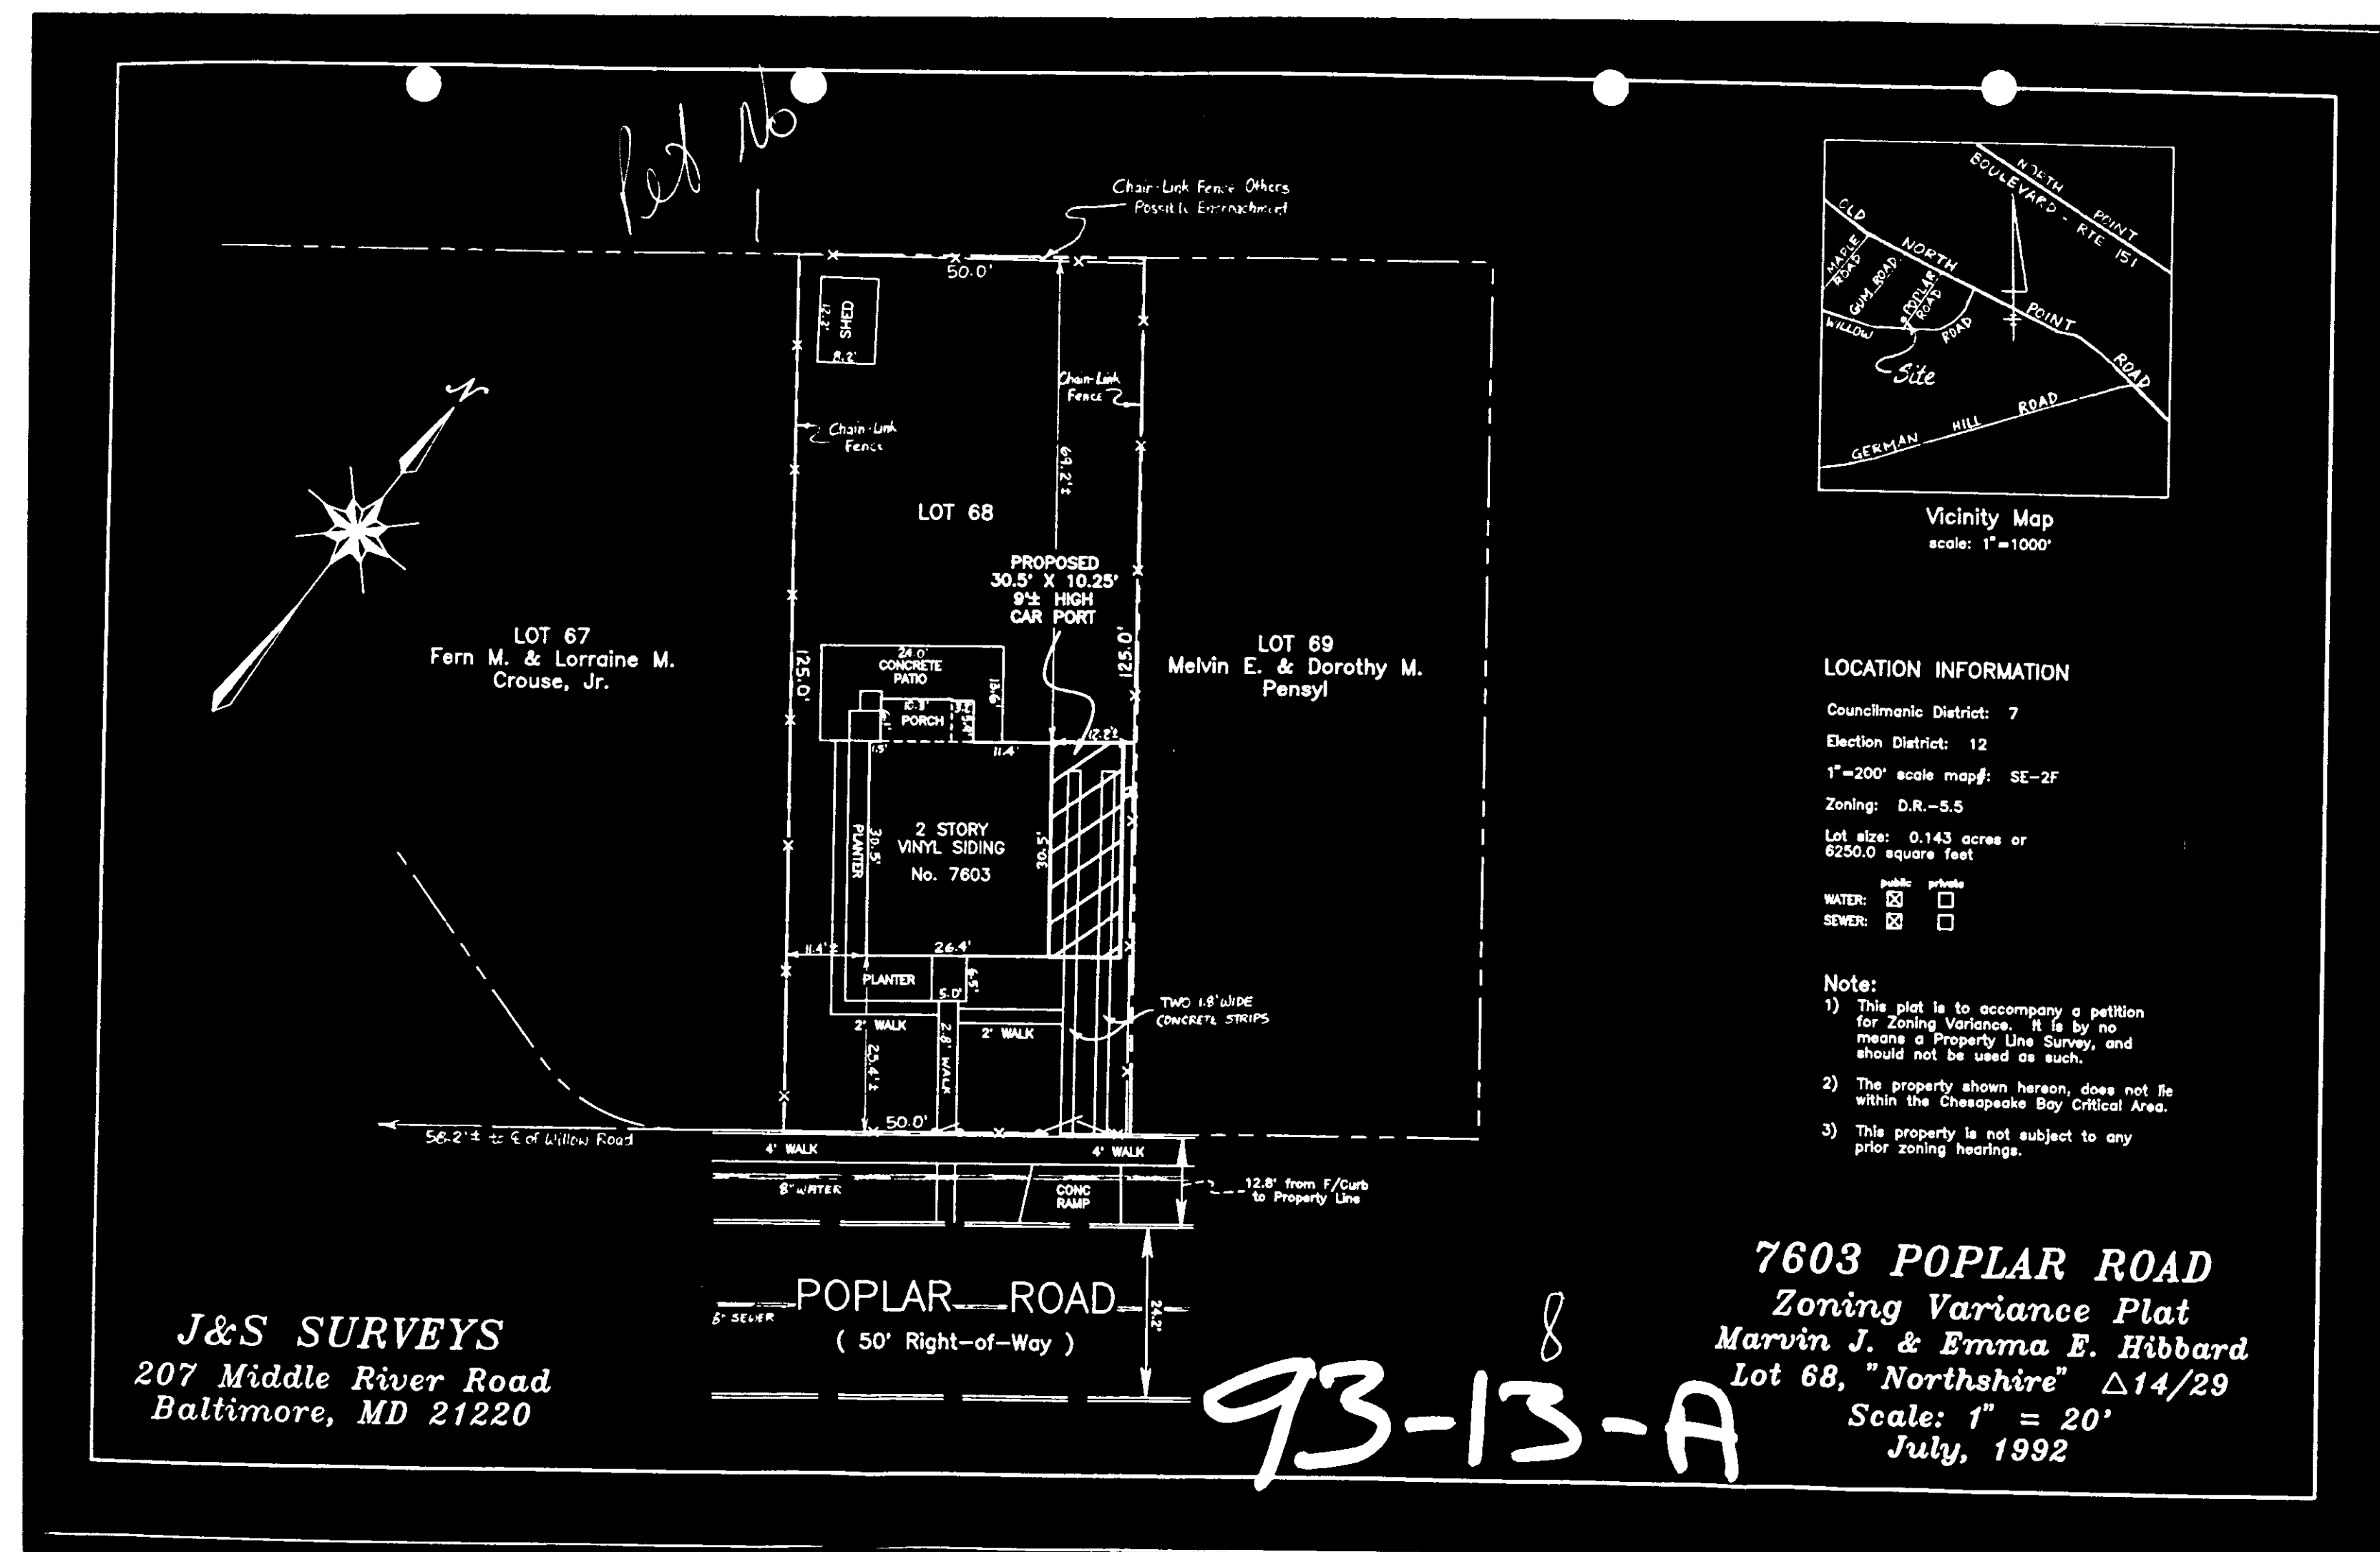 Pet No
1
Chain-Link Fence Others
Possible Encroachment
50.0'
SHED
12.2'
8.2'
Chain-Link
Fence
Chain-Link
Fence
N
69.2'±
LOT 68
PROPOSED
30.5' X 10.25'
9'± HIGH
CAR PORT
LOT 67
Fern M. & Lorraine M.
Crouse, Jr.
125.0'
125.0'
LOT 69
Melvin E. & Dorothy M.
Pensyl
24.0'
CONCRETE
PATIO
13.6'
10.3'
PORCH
1.5'
11.4'
12.2'±
2 STORY
VINYL SIDING
No. 7603
PLANTER
30.5'
30.5'
11.4'±
26.4'
PLANTER
6.5'
5.0'
2' WALK
2.8' WALK
2' WALK
25.4'±
TWO 1.8' WIDE
CONCRETE STRIPS
50.0'
58.2'± to ℄ of Willow Road
4' WALK
4' WALK
8" WATER
CONC
RAMP
12.8' from F/Curb
to Property Line
POPLAR ROAD
( 50' Right-of-Way )
SEWER
24.2'
NORTH POINT
BOULEVARD - RTE 151
OLD NORTH POINT ROAD
MAPLE
ROAD
GUM ROAD
POPLAR
ROAD
WILLOW ROAD
Site
GERMAN HILL ROAD
Vicinity Map
scale: 1"=1000'
LOCATION INFORMATION
Councilmanic District: 7
Election District: 12
1"=200' scale map#: SE-2F
Zoning: D.R.-5.5
Lot size: 0.143 acres or
6250.0 square feet
public private
WATER: ☒ ☐
SEWER: ☒ ☐
Note:
1) This plat is to accompany a petition
for Zoning Variance. It is by no
means a Property Line Survey, and
should not be used as such.
2) The property shown hereon, does not lie
within the Chesapeake Bay Critical Area.
3) This property is not subject to any
prior zoning hearings.
J&S SURVEYS
207 Middle River Road
Baltimore, MD 21220
8
93-13-A
7603 POPLAR ROAD
Zoning Variance Plat
Marvin J. & Emma E. Hibbard
Lot 68, "Northshire" △14/29
Scale: 1" = 20'
July, 1992